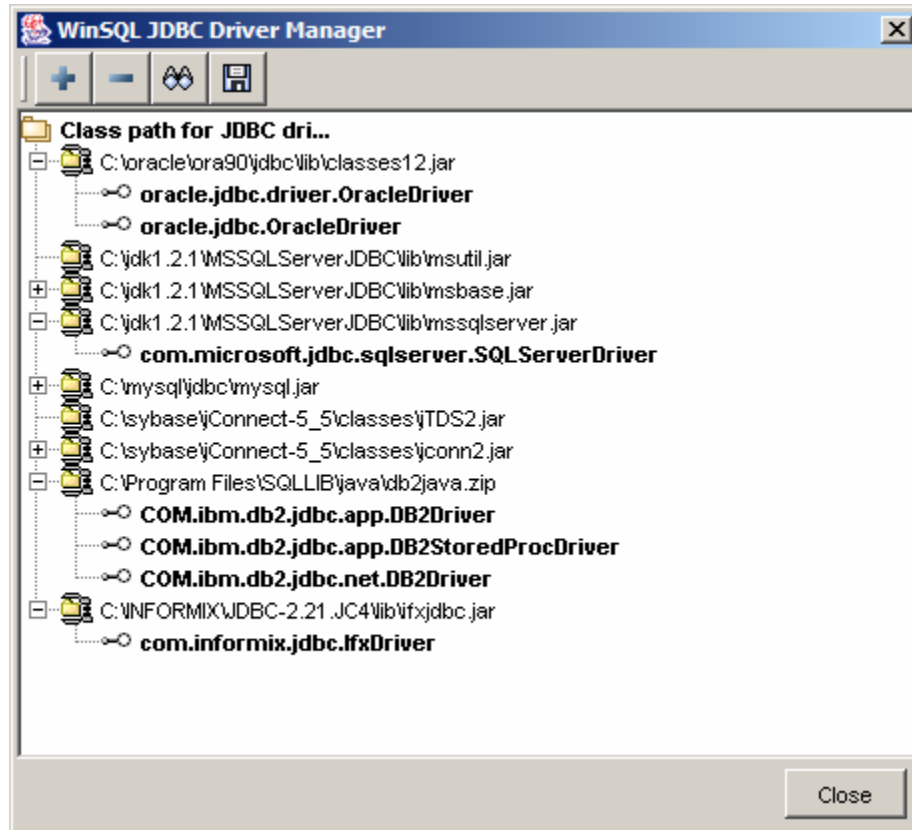 WinSQL JDBC Driver Manager
Class path for JDBC dri...
C:\oracle\ora90\jdbc\lib\classes12.jar
oracle.jdbc.driver.OracleDriver
oracle.jdbc.OracleDriver
C:\jdk1.2.1\MSSQLServerJDBC\lib\msutil.jar
C:\jdk1.2.1\MSSQLServerJDBC\lib\msbase.jar
C:\jdk1.2.1\MSSQLServerJDBC\lib\mssqlserver.jar
com.microsoft.jdbc.sqlserver.SQLServerDriver
C:\mysql\jdbc\mysql.jar
C:\sybase\jConnect-5_5\classes\jTDS2.jar
C:\sybase\jConnect-5_5\classes\jconn2.jar
C:\Program Files\SQLLIB\java\db2java.zip
COM.ibm.db2.jdbc.app.DB2Driver
COM.ibm.db2.jdbc.app.DB2StoredProcDriver
COM.ibm.db2.jdbc.net.DB2Driver
C:\INFORMIX\JDBC-2.21.JC4\lib\ifxjdbc.jar
com.informix.jdbc.IfxDriver
Close